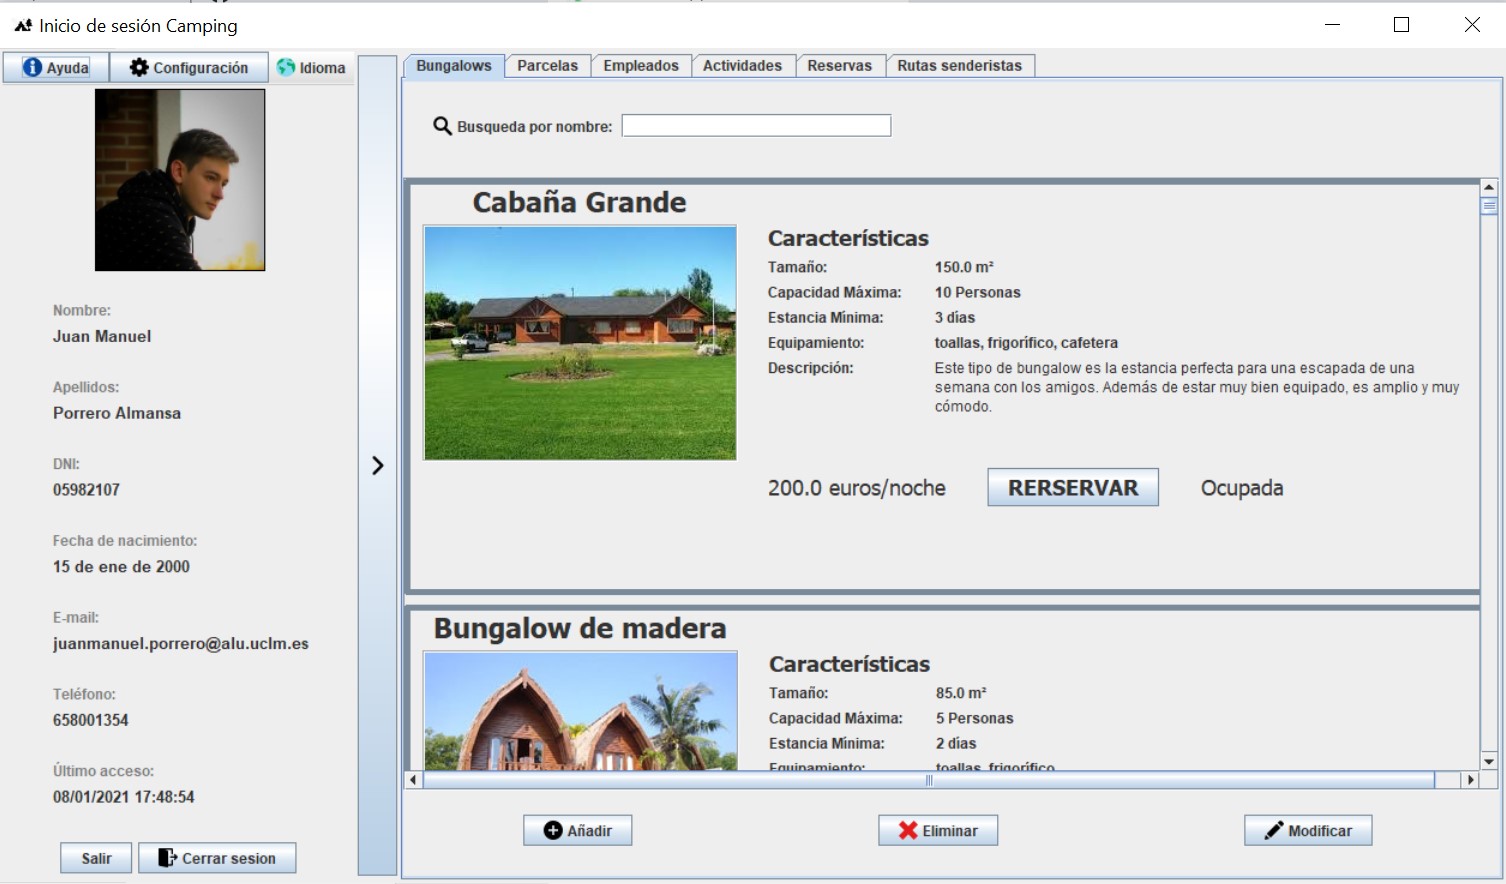 Inicio de sesión Camping
Ayuda
Configuración
Idioma
Nombre:
Juan Manuel
Apellidos:
Porrero Almansa
DNI:
05982107
Fecha de nacimiento:
15 de ene de 2000
E-mail:
juanmanuel.porrero@alu.uclm.es
Teléfono:
658001354
Último acceso:
08/01/2021 17:48:54
Salir
Cerrar sesion
Bungalows
Parcelas
Empleados
Actividades
Reservas
Rutas senderistas
Busqueda por nombre:
Cabaña Grande
Características
Tamaño: 150.0 m²
Capacidad Máxima: 10 Personas
Estancia Mínima: 3 días
Equipamiento: toallas, frigorífico, cafetera
Descripción: Este tipo de bungalow es la estancia perfecta para una escapada de una
semana con los amigos. Además de estar muy bien equipado, es amplio y muy
cómodo.
200.0 euros/noche
RERSERVAR
Ocupada
Bungalow de madera
Características
Tamaño: 85.0 m²
Capacidad Máxima: 5 Personas
Estancia Mínima: 2 días
Equipamiento: toallas, frigorífico
Añadir
Eliminar
Modificar